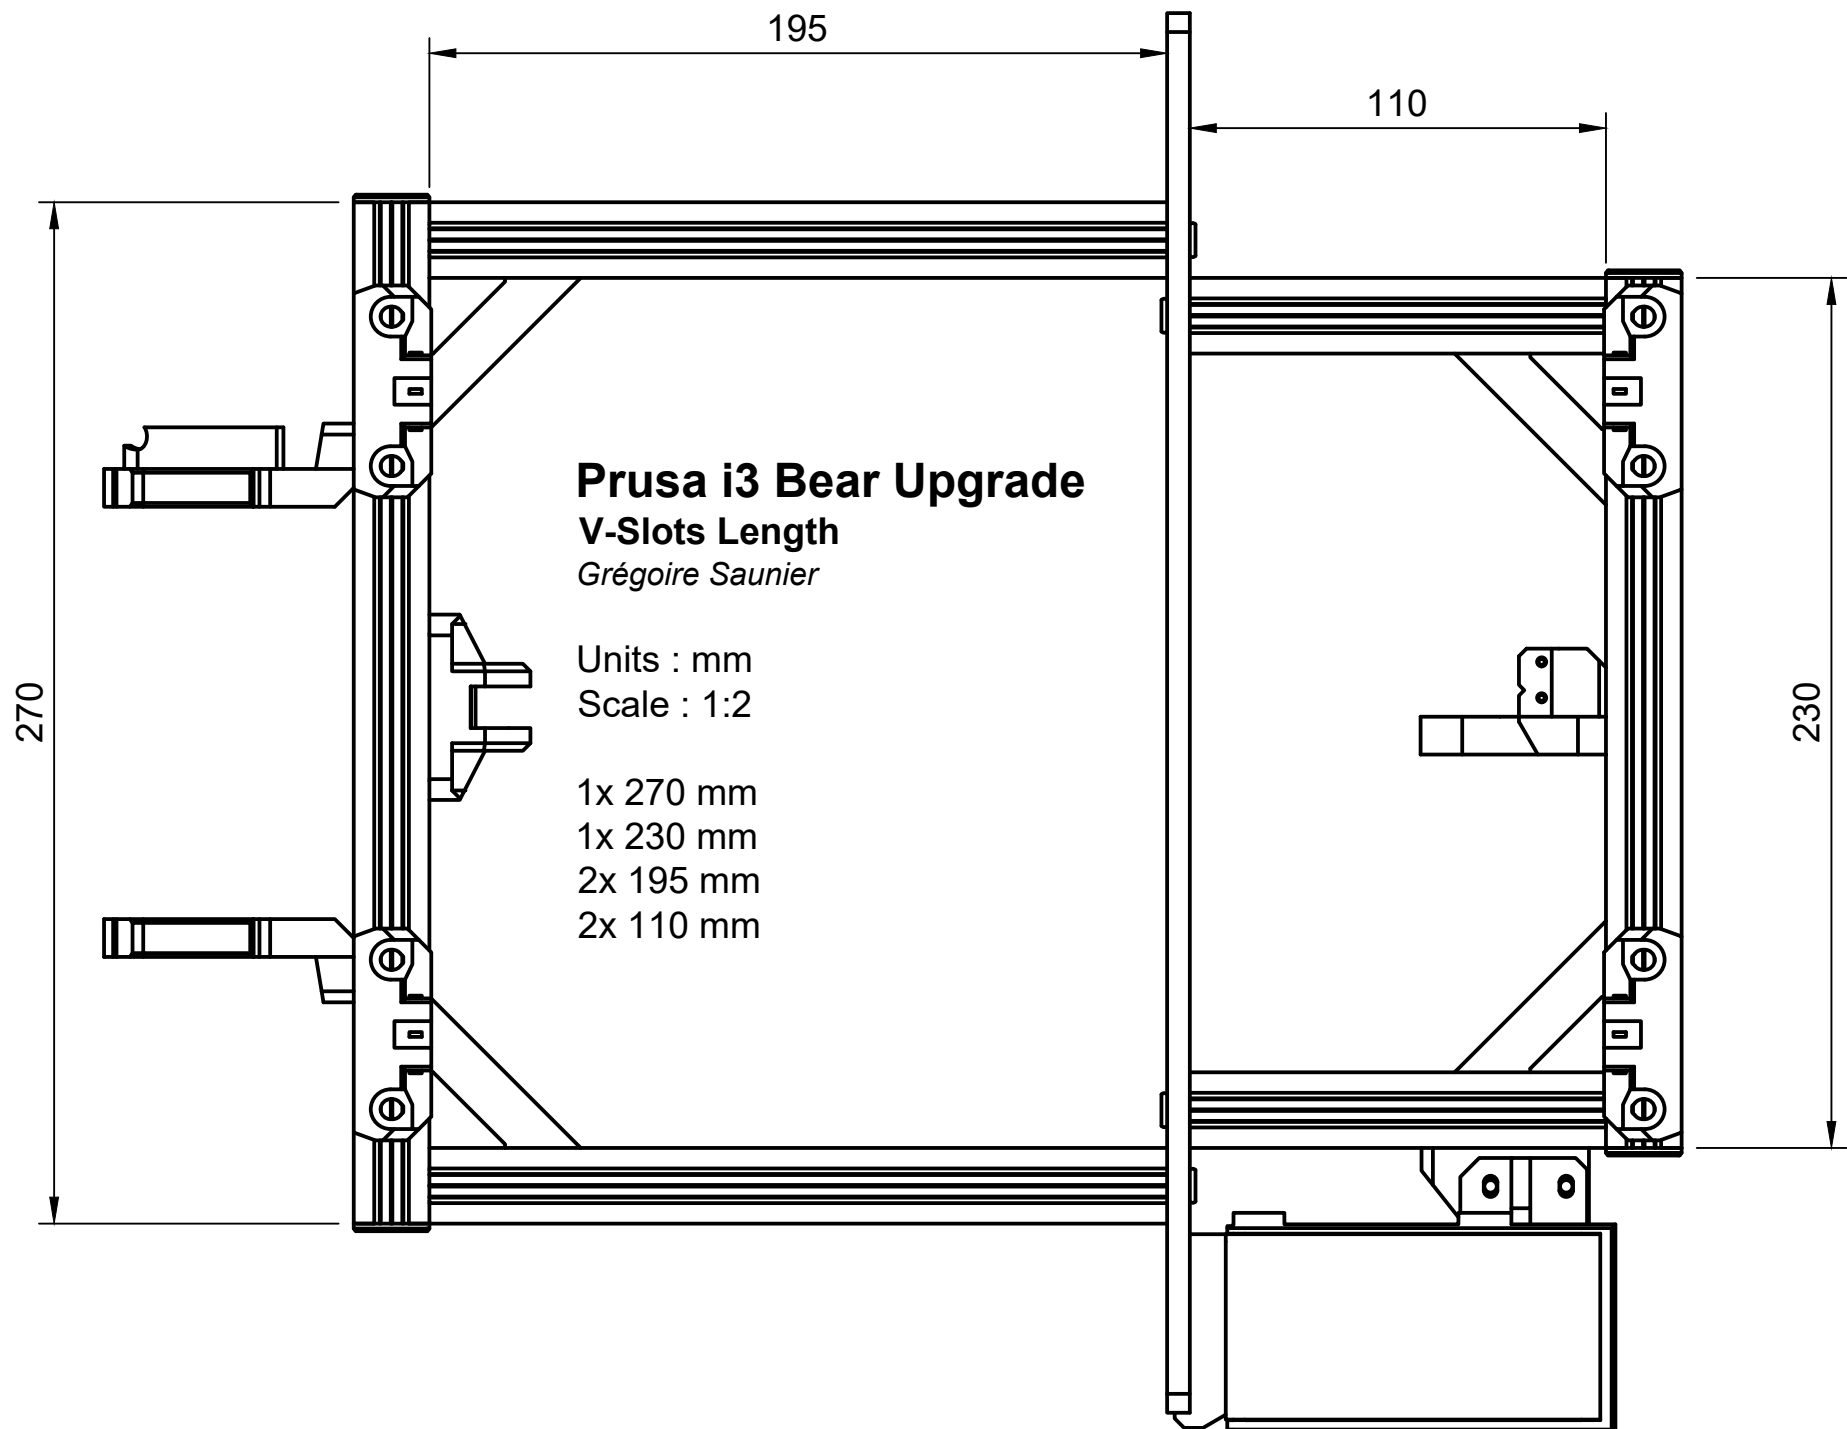 195
110
270
230
Prusa i3 Bear Upgrade
V-Slots Length
Grégoire Saunier
Units : mm
Scale : 1:2
1x 270 mm
1x 230 mm
2x 195 mm
2x 110 mm